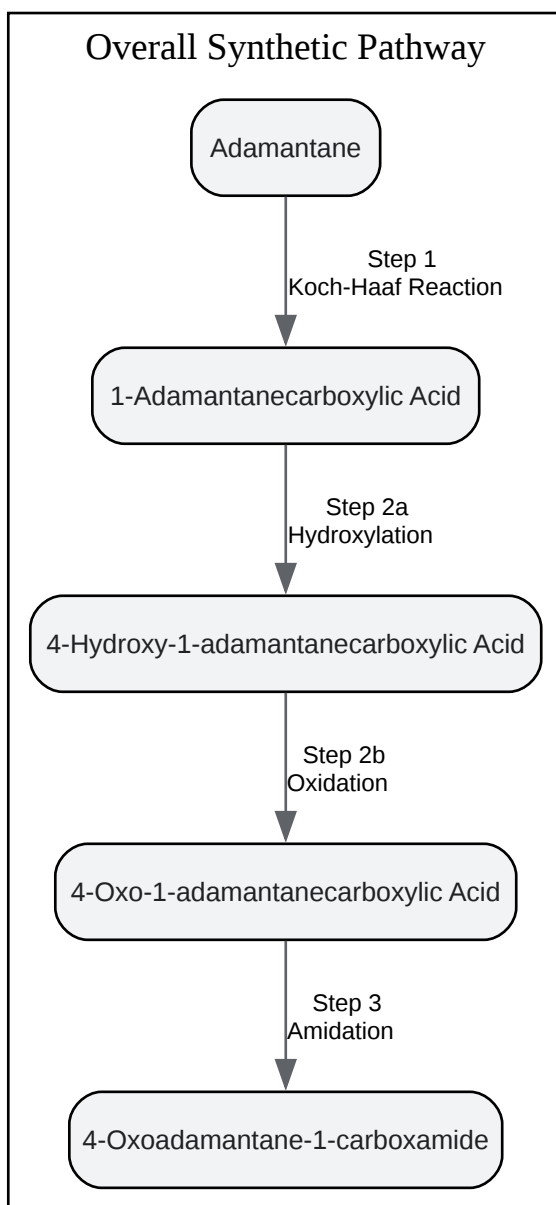 Overall Synthetic Pathway
Adamantane
Step 1
Koch-Haaf Reaction
1-Adamantanecarboxylic Acid
Step 2a
Hydroxylation
4-Hydroxy-1-adamantanecarboxylic Acid
Step 2b
Oxidation
4-Oxo-1-adamantanecarboxylic Acid
Step 3
Amidation
4-Oxoadamantane-1-carboxamide